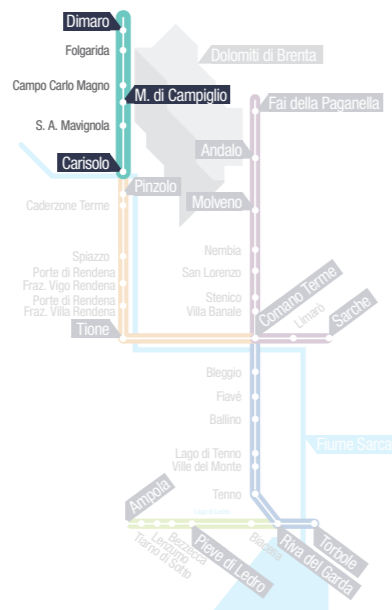 Dimaro
Folgarida
Dolomiti di Brenta
Campo Carlo Magno
M. di Campiglio
Fai della Paganella
S. A. Mavignola
Andalo
Carisolo
Pinzolo
Molveno
Caderzone Terme
Nembia
Spiazzo
San Lorenzo
Porte di Rendena
Fraz. Vigo Rendena
Stenico
Villa Banale
Porte di Rendena
Fraz. Villa Rendena
Comano Terme
Limarò
Sarche
Tione
Bleggio
Fiavé
Ballino
Fiume Sarca
Lago di Tenno
Ville del Monte
Tenno
Ampola
Tiarno di Sotto
Lenzumo
Bezzecca
Pieve di Ledro
Biacesa
Riva del Garda
Torbole